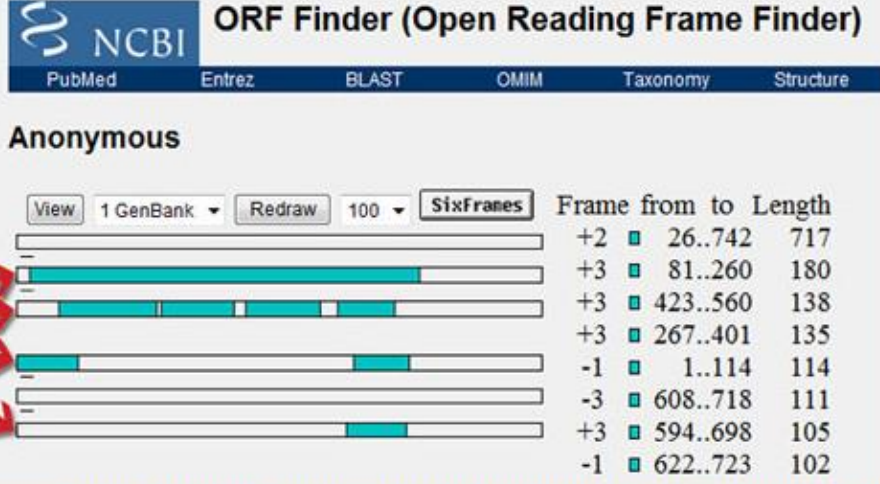 NCBI
ORF Finder (Open Reading Frame Finder)
PubMed Entrez BLAST OMIM Taxonomy Structure
Anonymous
View 1 GenBank Redraw 100 SixFrames
Frame from to Length
+2 26..742 717
+3 81..260 180
+3 423..560 138
+3 267..401 135
-1 1..114 114
-3 608..718 111
+3 594..698 105
-1 622..723 102